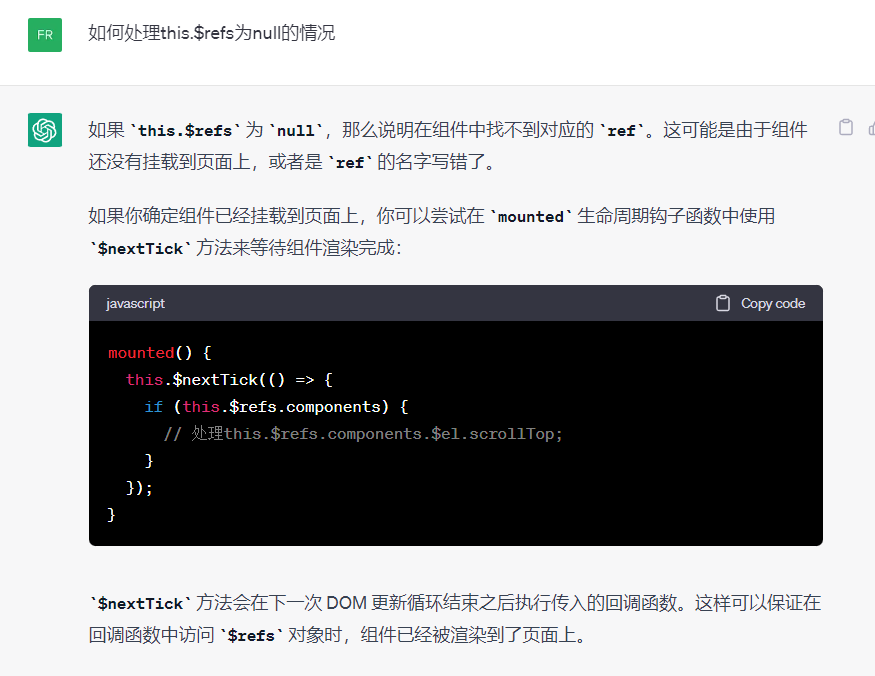 FR
如何处理this.$refs为null的情况
如果 `this.$refs` 为 `null`，那么说明在组件中找不到对应的 `ref`。这可能是由于组件
还没有挂载到页面上，或者是 `ref` 的名字写错了。
如果你确定组件已经挂载到页面上，你可以尝试在 `mounted` 生命周期钩子函数中使用
`$nextTick` 方法来等待组件渲染完成：
javascript Copy code
mounted() {
  this.$nextTick(() => {
    if (this.$refs.components) {
      // 处理this.$refs.components.$el.scrollTop;
    }
  });
}
`$nextTick` 方法会在下一次 DOM 更新循环结束之后执行传入的回调函数。这样可以保证在
回调函数中访问 `$refs` 对象时，组件已经被渲染到了页面上。